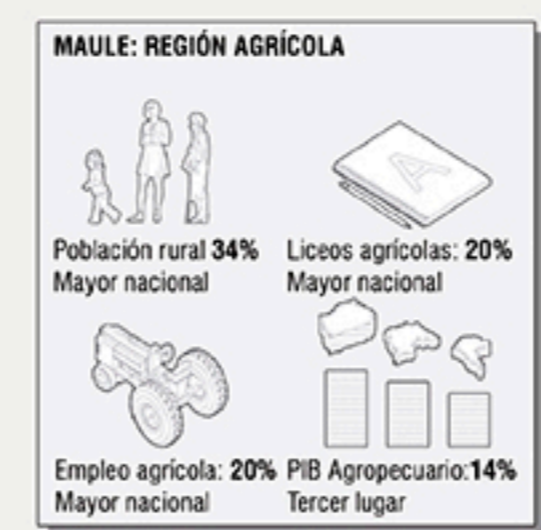 MAULE: REGIÓN AGRÍCOLA
Población rural 34%
Mayor nacional
Liceos agrícolas: 20%
Mayor nacional
A
Empleo agrícola: 20%
Mayor nacional
PIB Agropecuario:14%
Tercer lugar